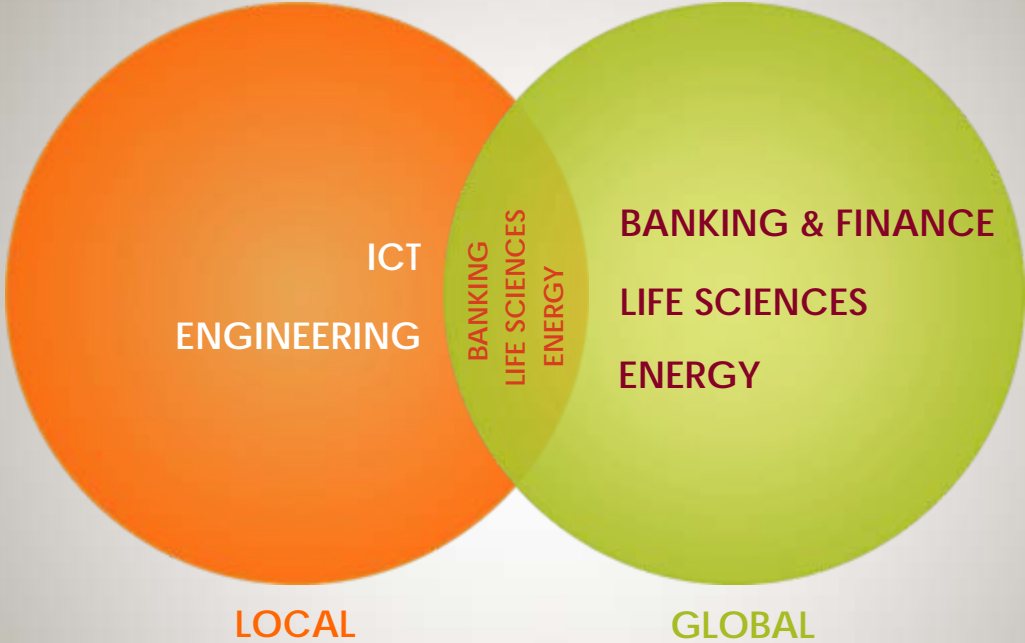 ICT
ENGINEERING
BANKING
LIFE SCIENCES
ENERGY
BANKING & FINANCE
LIFE SCIENCES
ENERGY
LOCAL
GLOBAL